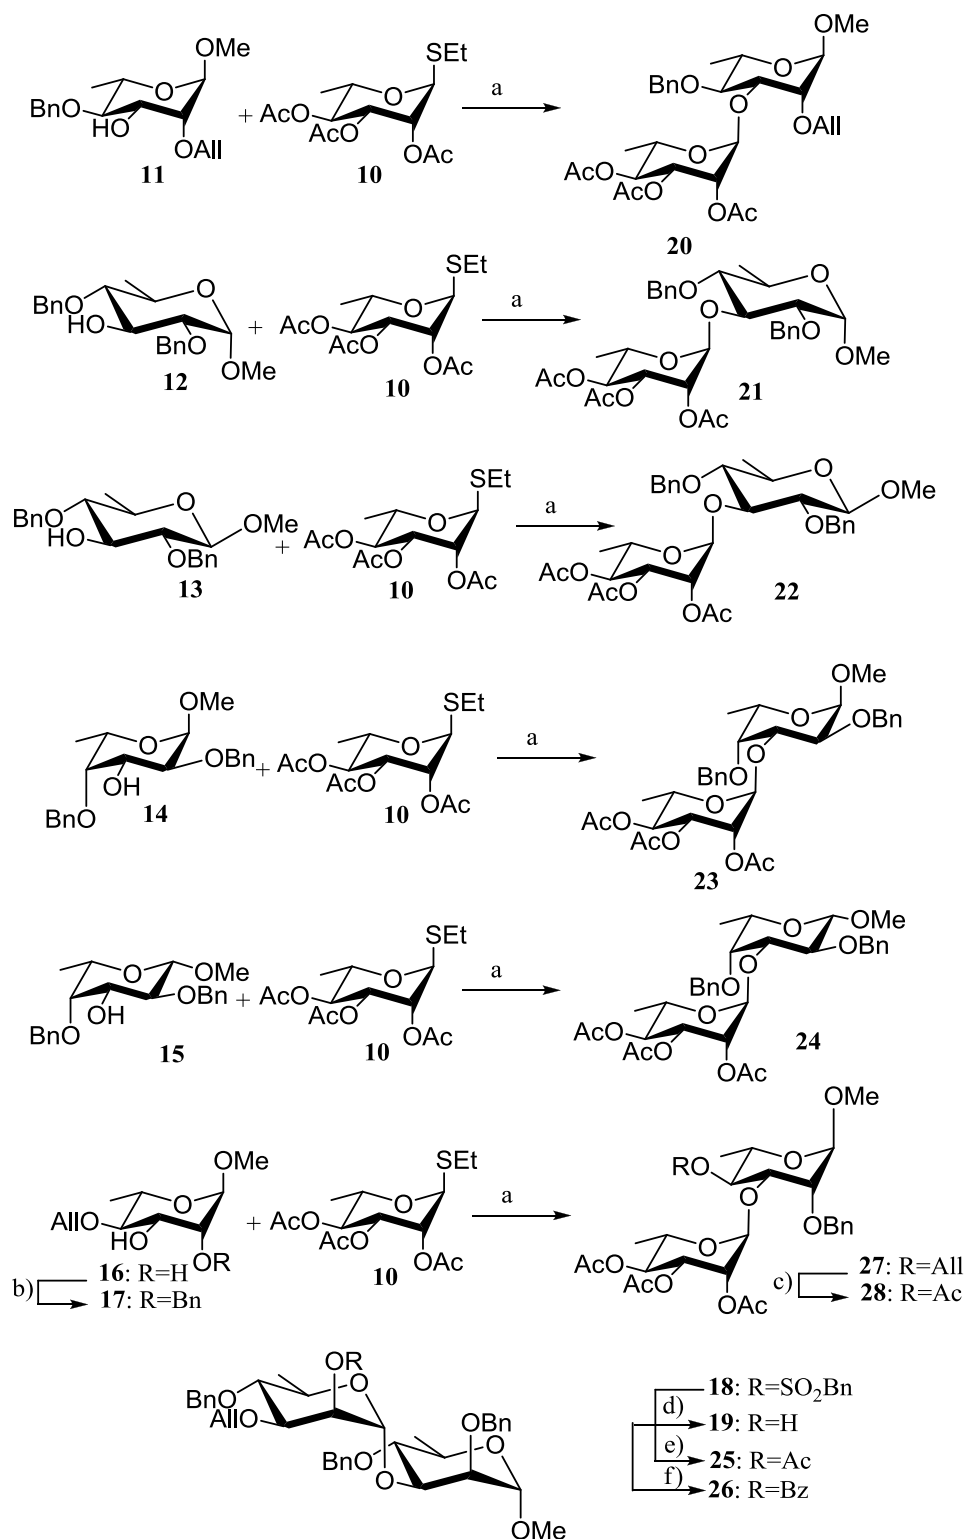 OMe
SEt
O
O
BnO
HO
OAll
11
+
AcO
AcO
OAc
10
a
OMe
O
BnO
O
OAll
O
AcO
AcO
OAc
20
O
BnO
HO
BnO
OMe
12
+
SEt
O
AcO
AcO
OAc
10
a
O
BnO
O
BnO
OMe
O
AcO
AcO
OAc
21
O
BnO
HO
OMe
OBn
13
+
SEt
O
AcO
AcO
OAc
10
a
O
BnO
O
OMe
OBn
O
AcO
AcO
OAc
22
OMe
O
OBn
OH
BnO
14
+
SEt
O
AcO
AcO
OAc
10
a
OMe
O
OBn
O
BnO
O
AcO
AcO
OAc
23
O
OMe
OBn
OH
BnO
15
+
SEt
O
AcO
AcO
OAc
10
a
O
OMe
OBn
O
BnO
O
AcO
AcO
OAc
24
OMe
O
AllO
HO
OR
16: R=H
b)
17: R=Bn
+
SEt
O
AcO
AcO
OAc
10
a
OMe
O
RO
O
OBn
O
AcO
AcO
OAc
27: R=All
c)
28: R=Ac
OR
O
BnO
AllO
OBn
O
BnO
O
OMe
18: R=SO2Bn
d)
19: R=H
e)
25: R=Ac
f)
26: R=Bz